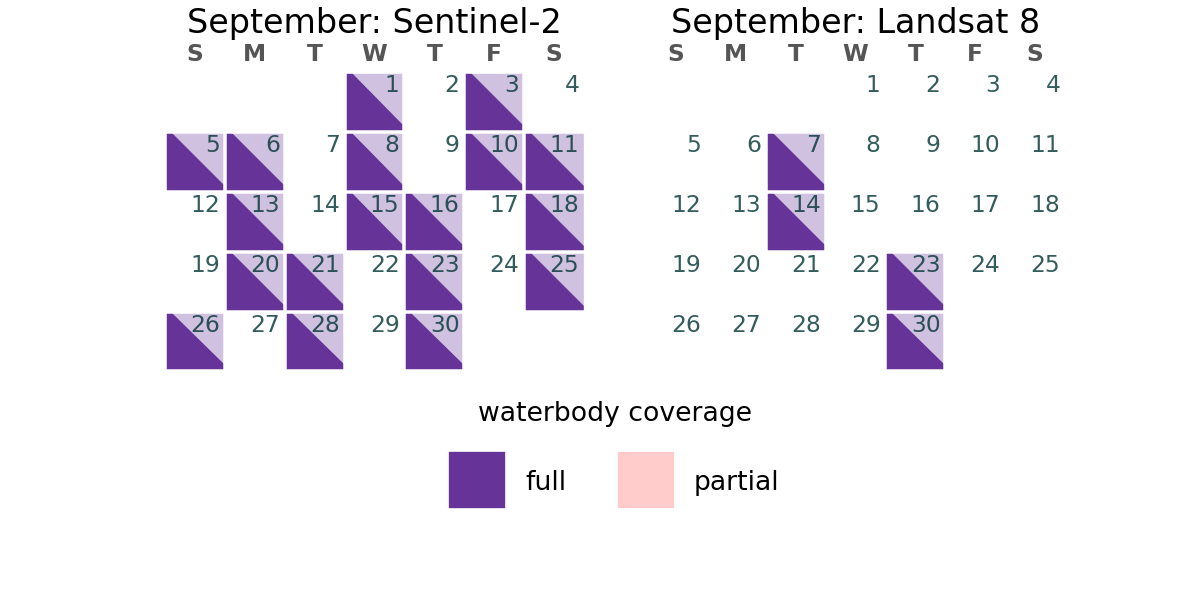 September: Sentinel-2
S M T W T F S
1 2 3 4
5 6 7 8 9 10 11
12 13 14 15 16 17 18
19 20 21 22 23 24 25
26 27 28 29 30
September: Landsat 8
S M T W T F S
1 2 3 4
5 6 7 8 9 10 11
12 13 14 15 16 17 18
19 20 21 22 23 24 25
26 27 28 29 30
waterbody coverage
full partial